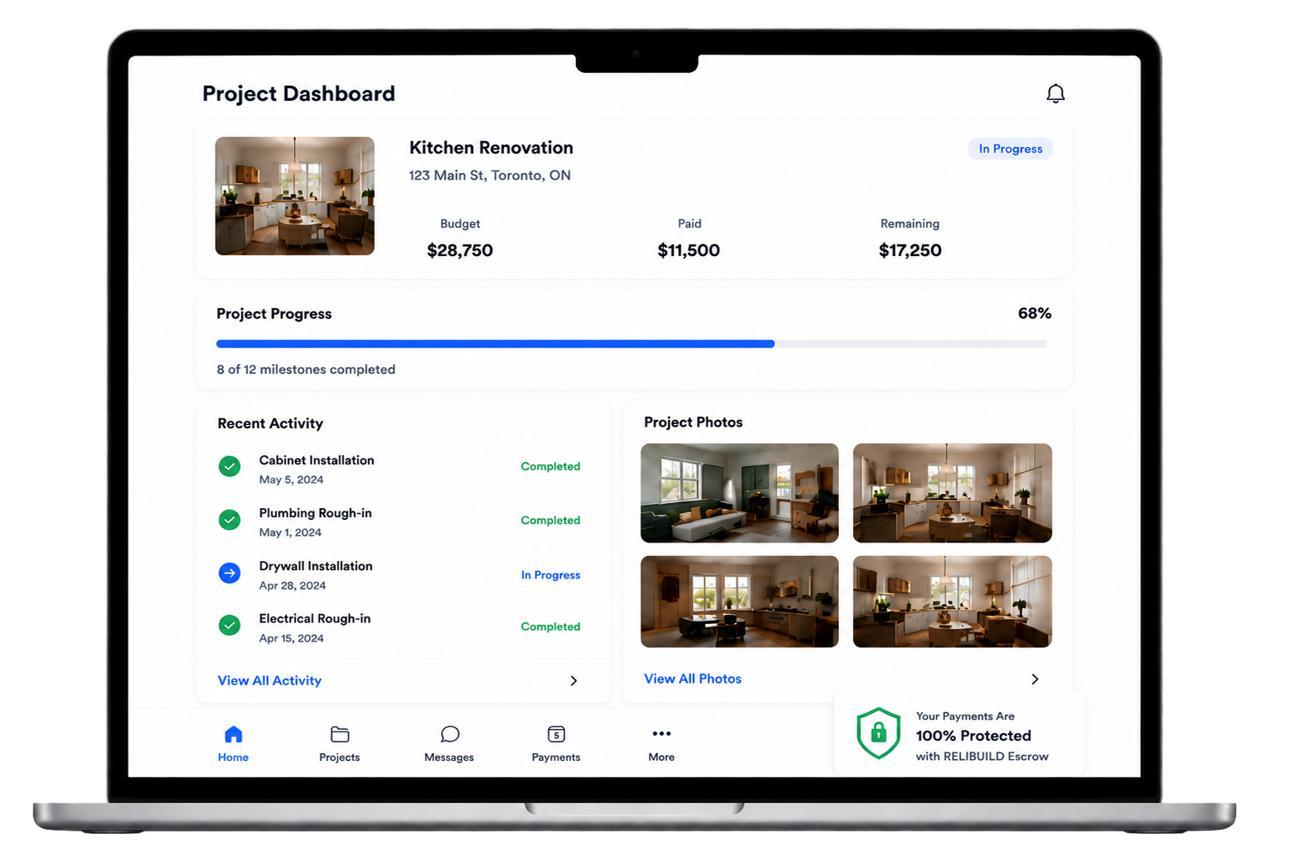 Project Dashboard
Kitchen Renovation
In Progress
123 Main St, Toronto, ON
Budget
$28,750
Paid
$11,500
Remaining
$17,250
Project Progress
68%
8 of 12 milestones completed
Recent Activity
Cabinet Installation
May 5, 2024
Completed
Plumbing Rough-in
May 1, 2024
Completed
Drywall Installation
Apr 28, 2024
In Progress
Electrical Rough-in
Apr 15, 2024
Completed
View All Activity
Project Photos
View All Photos
Home
Projects
Messages
$
Payments
More
Your Payments Are
100% Protected
with RELIBUILD Escrow